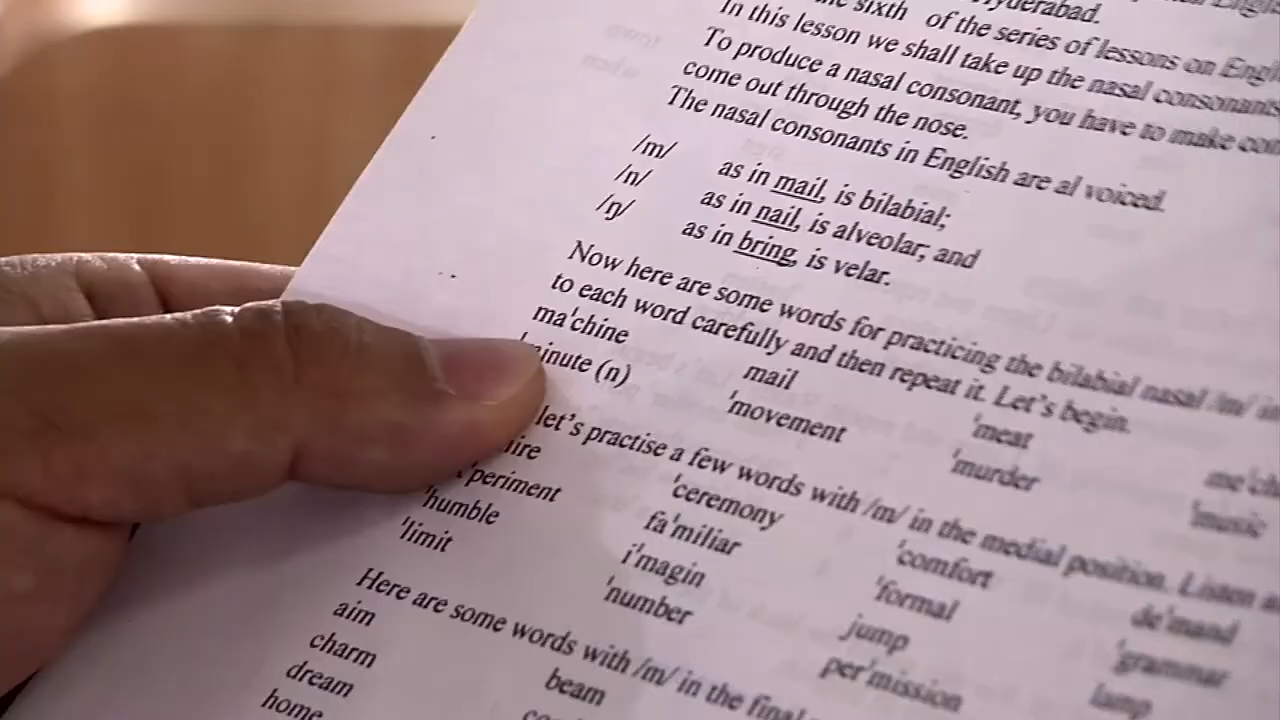 Hyderabad.
sixth of the series of lessons on
In this lesson we shall take up the nasal consonants
To produce a nasal consonant, you have to make
come out through the nose.
The nasal consonants in English are al voiced.
/m/ as in mail, is bilabial;
/n/ as in nail, is alveolar; and
/ŋ/ as in bring, is velar.
Now here are some words for practicing the bilabial nasal /m/
to each word carefully and then repeat it. Let's begin.
ma'chine mail 'meat
(n) 'movement 'murder 'music
let's practise a few words with /m/ in the medial position. Listen
'ceremony 'comfort de'mand
fa'miliar 'formal 'grammar
'humble i'magin jump lamp
'limit 'number per'mission
Here are some words with /m/ in the final
aim beam
charm
dream
home